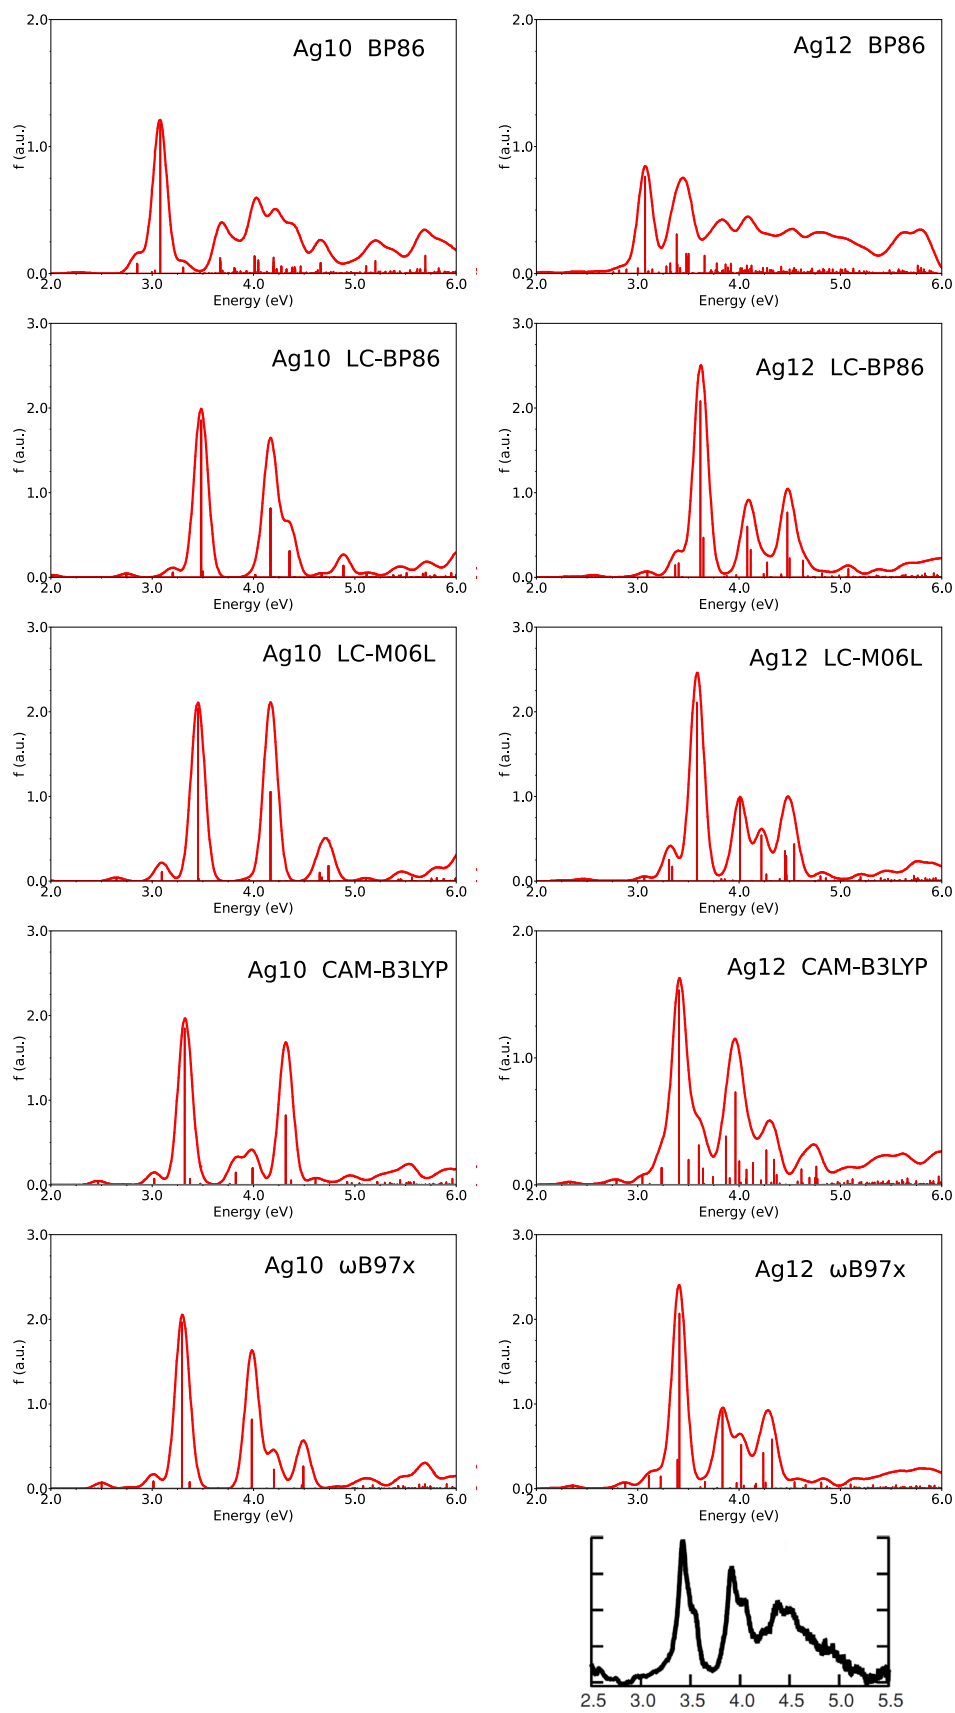 Ag10 BP86
2.0
1.0
0.0
f (a.u.)
2.0 3.0 4.0 5.0 6.0
Energy (eV)
Ag12 BP86
2.0
1.0
0.0
f (a.u.)
2.0 3.0 4.0 5.0 6.0
Energy (eV)
Ag10 LC-BP86
3.0
2.0
1.0
0.0
f (a.u.)
2.0 3.0 4.0 5.0 6.0
Energy (eV)
Ag12 LC-BP86
3.0
2.0
1.0
0.0
f (a.u.)
2.0 3.0 4.0 5.0 6.0
Energy (eV)
Ag10 LC-M06L
3.0
2.0
1.0
0.0
f (a.u.)
2.0 3.0 4.0 5.0 6.0
Energy (eV)
Ag12 LC-M06L
3.0
2.0
1.0
0.0
f (a.u.)
2.0 3.0 4.0 5.0 6.0
Energy (eV)
Ag10 CAM-B3LYP
3.0
2.0
1.0
0.0
f (a.u.)
2.0 3.0 4.0 5.0 6.0
Energy (eV)
Ag12 CAM-B3LYP
2.0
1.0
0.0
f (a.u.)
2.0 3.0 4.0 5.0 6.0
Energy (eV)
Ag10 ωB97x
3.0
2.0
1.0
0.0
f (a.u.)
2.0 3.0 4.0 5.0 6.0
Energy (eV)
Ag12 ωB97x
3.0
2.0
1.0
0.0
f (a.u.)
2.0 3.0 4.0 5.0 6.0
Energy (eV)
2.5 3.0 3.5 4.0 4.5 5.0 5.5